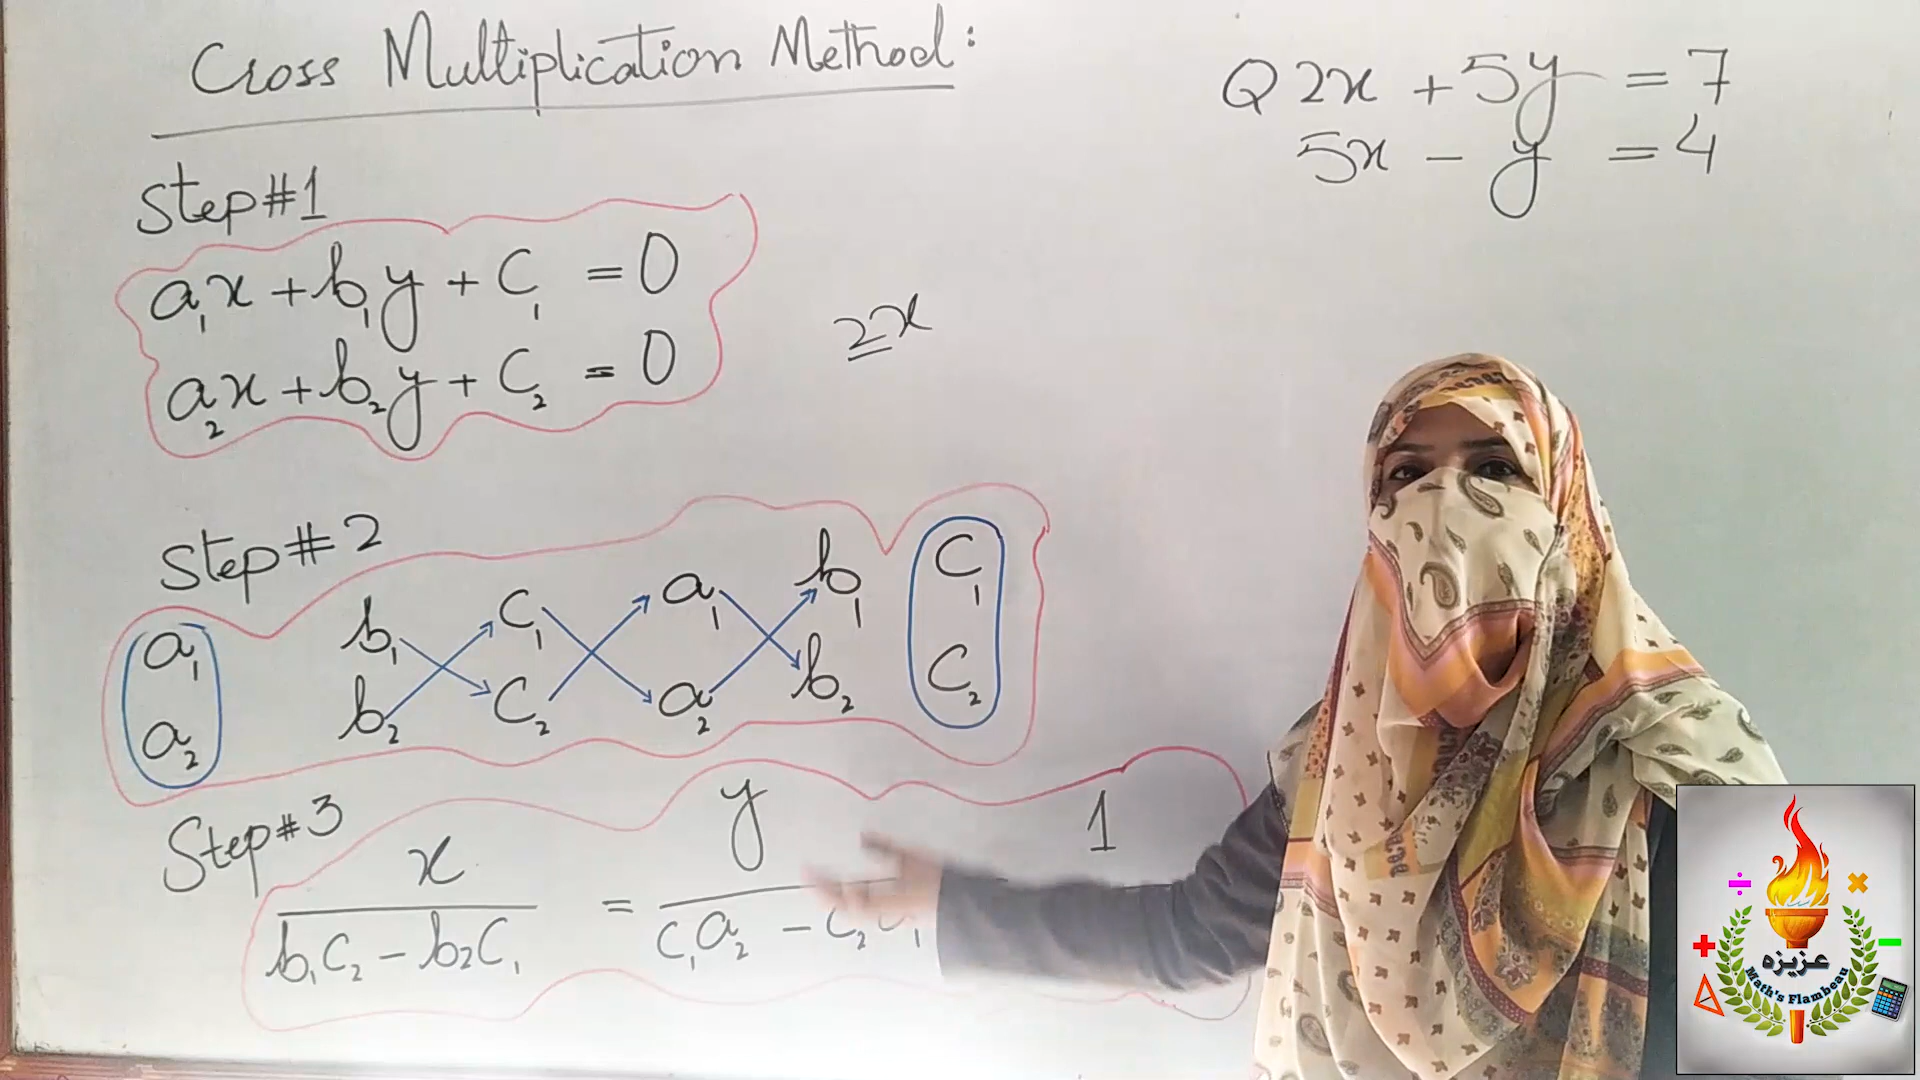 Cross Multiplication Method:
Q 2x + 5y = 7
5x - y = 4
Step#1
a₁x + b₁y + C₁ = 0
a₂x + b₂y + C₂ = 0
2x
Step#2
a₁ b₁ C₁ a₁ b₁ C₁
a₂ b₂ C₂ a₂ b₂ C₂
Step#3
x = y 1
b₁C₂ - b₂C₁ C₁a₂ - C₂
عزیزہ
Math's Flambeau